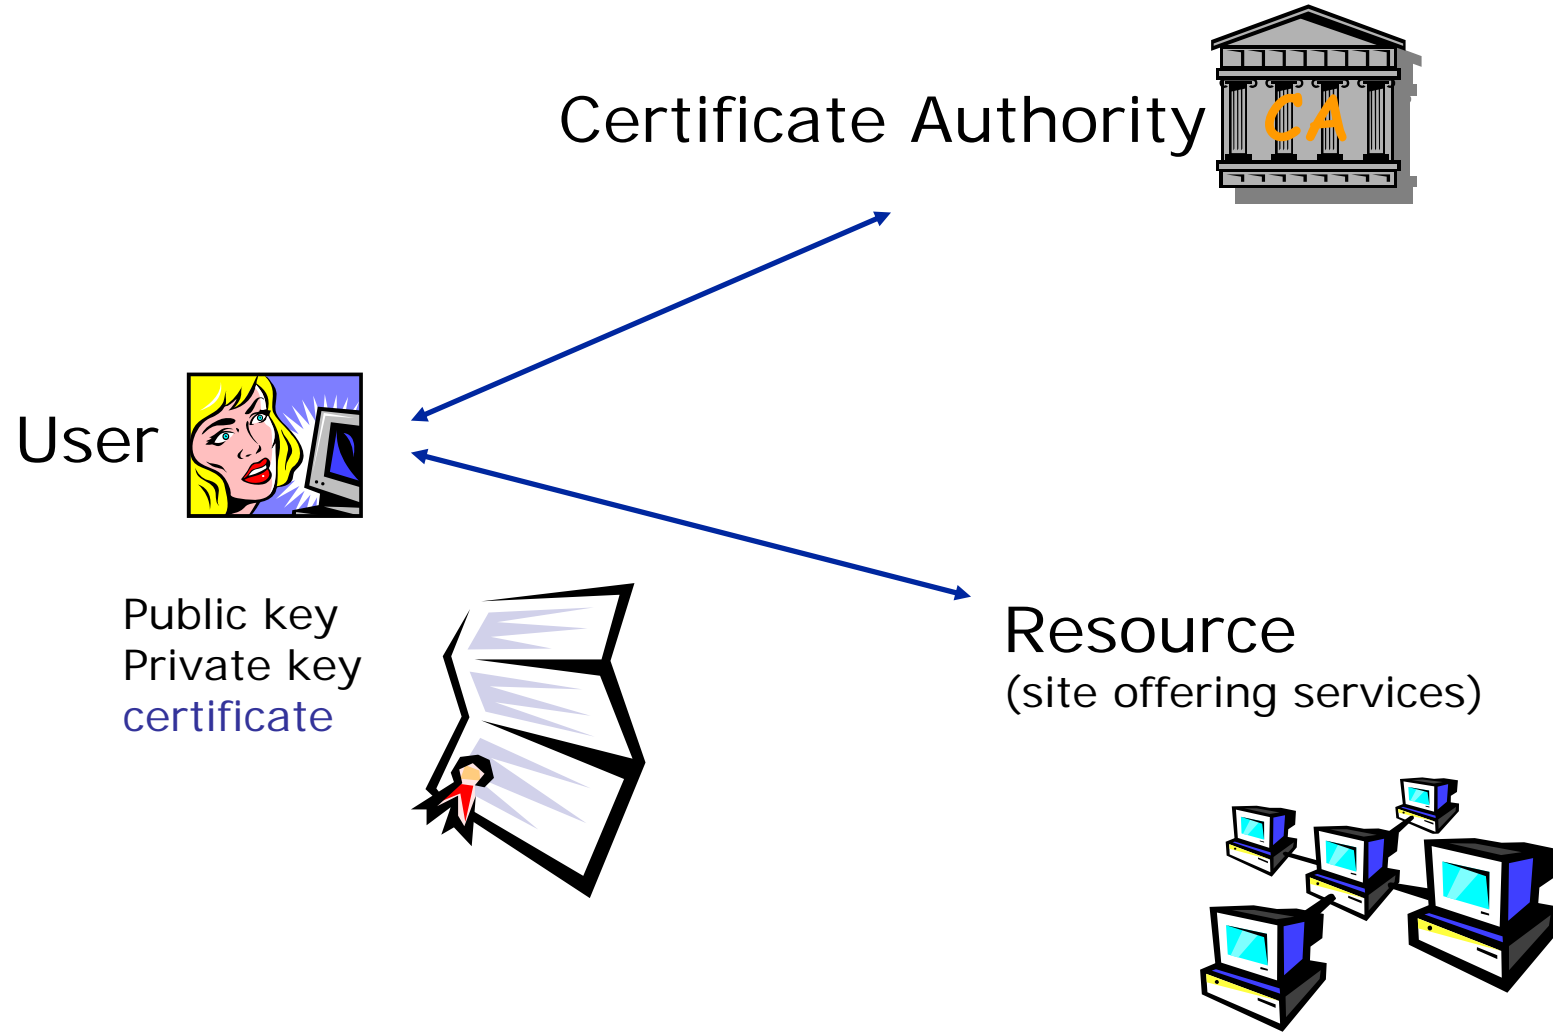 Certificate Authority
CA
User
Public key
Private key
certificate
Resource
(site offering services)